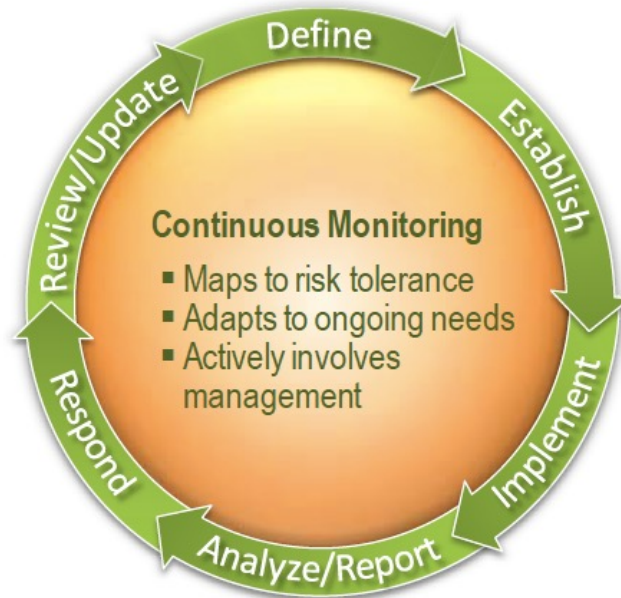 Define
Establish
Implement
Analyze/Report
Respond
Review/Update
Continuous Monitoring
▪ Maps to risk tolerance
▪ Adapts to ongoing needs
▪ Actively involves
management